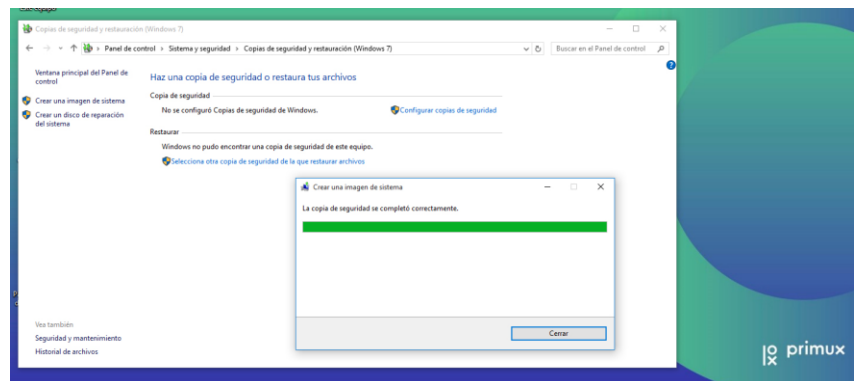 Copias de seguridad y restauración (Windows 7)
Panel de control > Sistema y seguridad > Copias de seguridad y restauración (Windows 7)
Buscar en el Panel de control
Ventana principal del Panel de
control
Crear una imagen de sistema
Crear un disco de reparación
del sistema
Haz una copia de seguridad o restaura tus archivos
Copia de seguridad
No se configuró Copias de seguridad de Windows.
Configurar copias de seguridad
Restaurar
Windows no pudo encontrar una copia de seguridad de este equipo.
Selecciona otra copia de seguridad de la que restaurar archivos
Crear una imagen de sistema
La copia de seguridad se completó correctamente.
Cerrar
Vea también
Seguridad y mantenimiento
Historial de archivos
primux